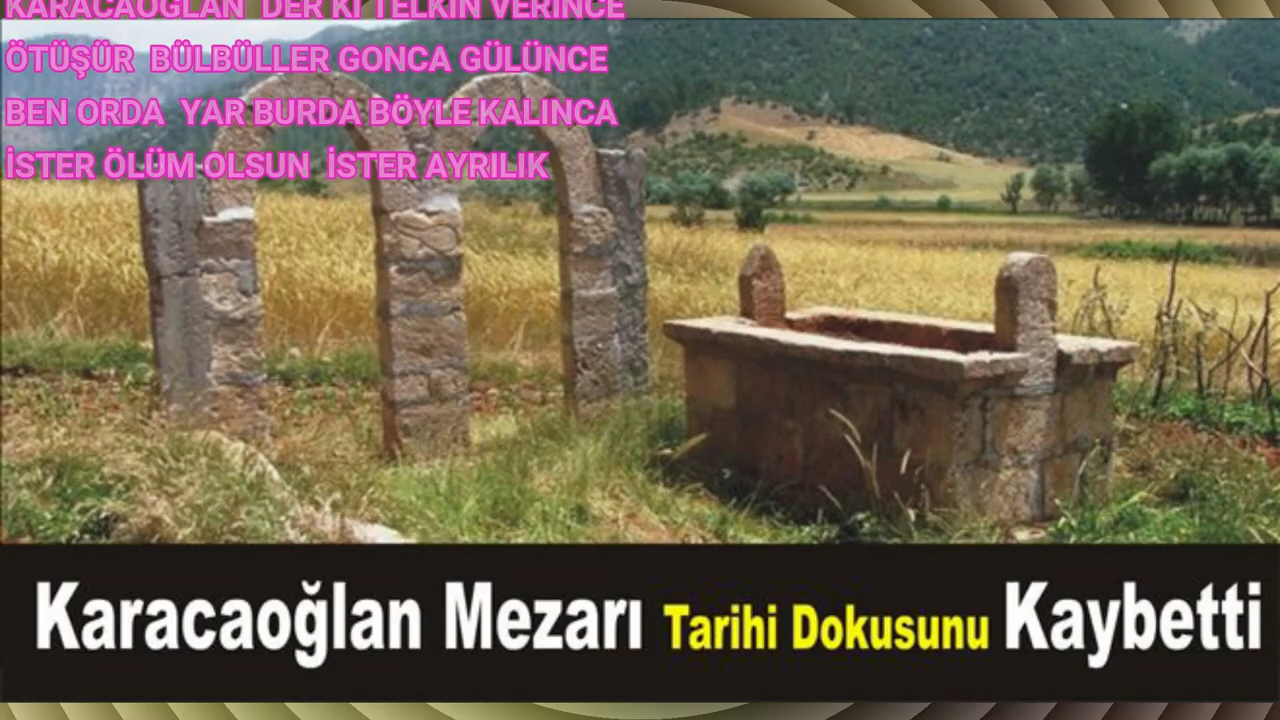 KARACAOĞLAN DER Kİ TELKİN VERİNCE
ÖTÜŞÜR BÜLBÜLLER GONCA GÜLÜNCE
BEN ORDA YAR BURDA BÖYLE KALINCA
İSTER ÖLÜM OLSUN İSTER AYRILIK
Karacaoğlan Mezarı Tarihi Dokusunu Kaybetti